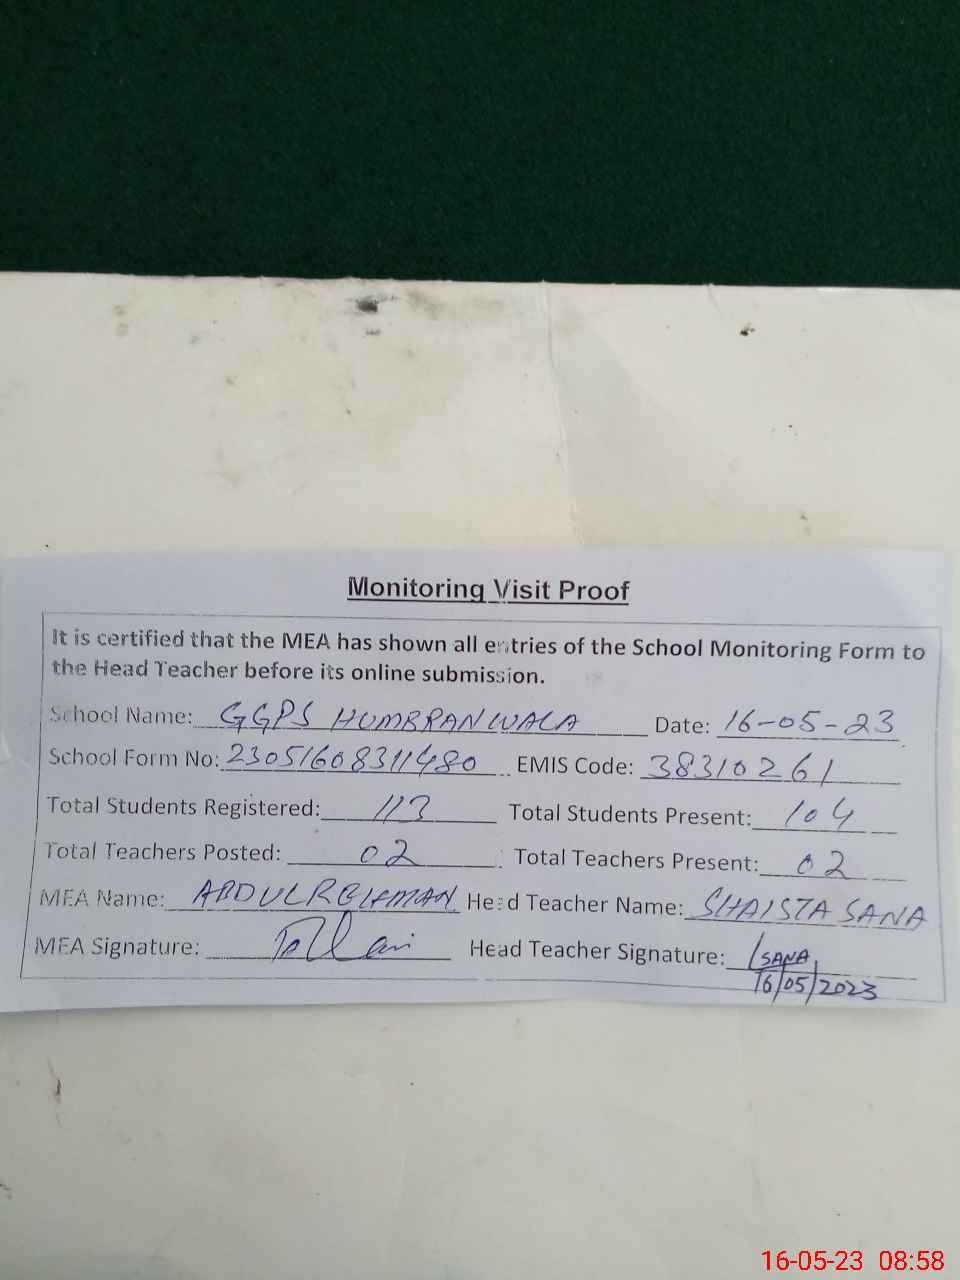 Monitoring Visit Proof
It is certified that the MEA has shown all entries of the School Monitoring Form to
the Head Teacher before its online submission.
School Name: GGPS HUMBRANWALA Date: 16-05-23
School Form No: 23051608311480 EMIS Code: 38310261
Total Students Registered: 113 Total Students Present: 104
Total Teachers Posted: 02 Total Teachers Present: 02
MEA Name: ABDULREHMAN Head Teacher Name: SHAISTA SANA
MEA Signature: Head Teacher Signature: SANA
16/05/2023
16-05-23 08:58